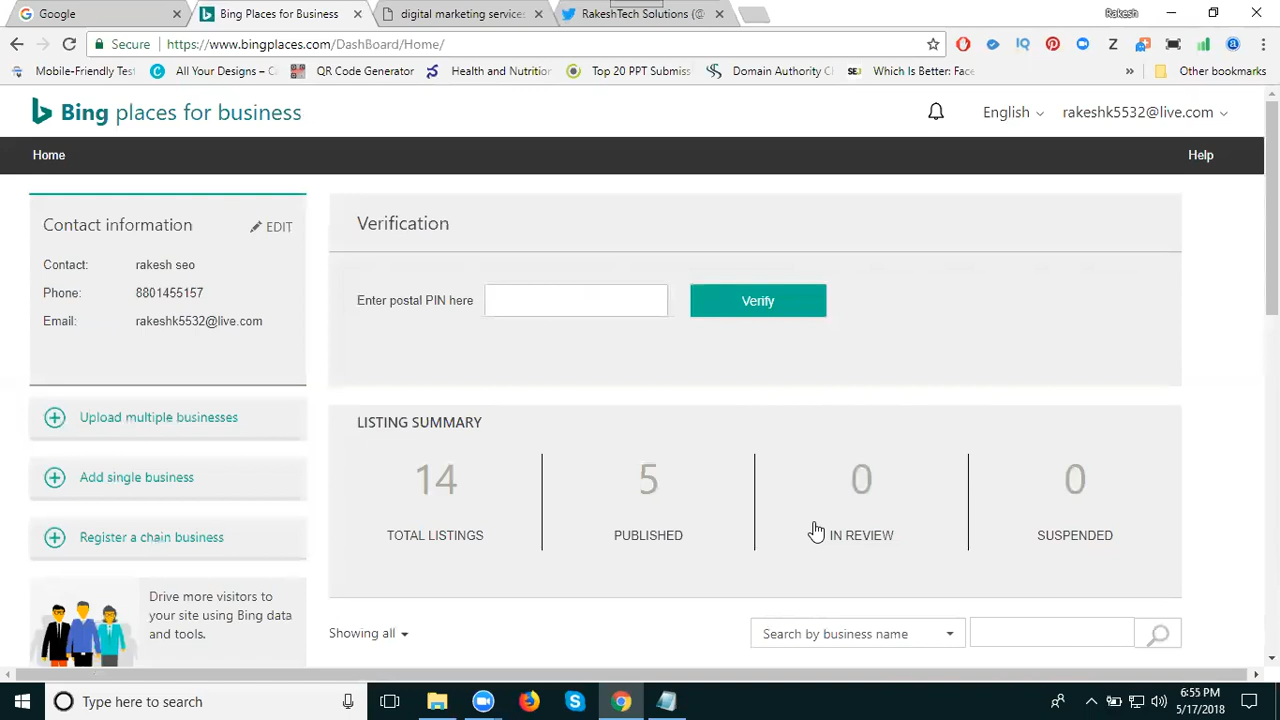 Google
Bing Places for Business
digital marketing services
RakeshTech Solutions (@
Rakesh
Secure
https://www.bingplaces.com/DashBoard/Home/
Mobile-Friendly Test
All Your Designs – C
QR Code Generator
Health and Nutrition
Top 20 PPT Submiss
Domain Authority Cl
Which Is Better: Face
»
Other bookmarks
Bing places for business
English
rakeshk5532@live.com
Home
Help
Contact information
EDIT
Contact:
rakesh seo
Phone:
8801455157
Email:
rakeshk5532@live.com
Verification
Enter postal PIN here
Verify
Upload multiple businesses
Add single business
Register a chain business
Drive more visitors to
your site using Bing data
and tools.
LISTING SUMMARY
14
TOTAL LISTINGS
5
PUBLISHED
0
IN REVIEW
0
SUSPENDED
Showing all
Search by business name
Type here to search
6:55 PM
5/17/2018